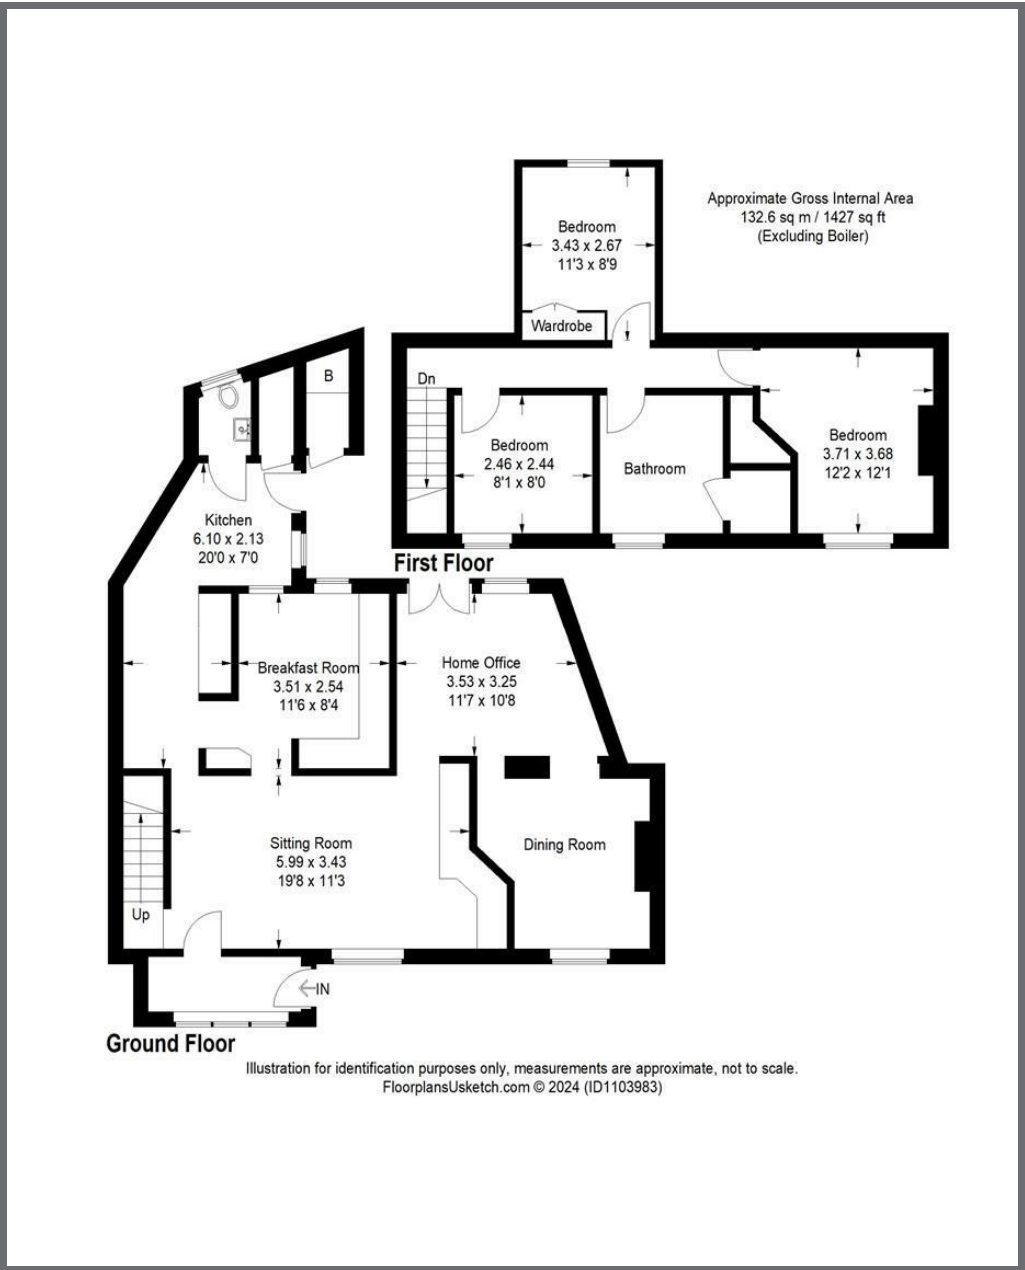 Approximate Gross Internal Area
132.6 sq m / 1427 sq ft
(Excluding Boiler)
Bedroom
3.43 x 2.67
11'3 x 8'9
Wardrobe
Dn
Bedroom
2.46 x 2.44
8'1 x 8'0
Bathroom
Bedroom
3.71 x 3.68
12'2 x 12'1
First Floor
B
Kitchen
6.10 x 2.13
20'0 x 7'0
Breakfast Room
3.51 x 2.54
11'6 x 8'4
Home Office
3.53 x 3.25
11'7 x 10'8
Sitting Room
5.99 x 3.43
19'8 x 11'3
Dining Room
Up
IN
Ground Floor
Illustration for identification purposes only, measurements are approximate, not to scale.
FloorplansUsketch.com © 2024 (ID1103983)